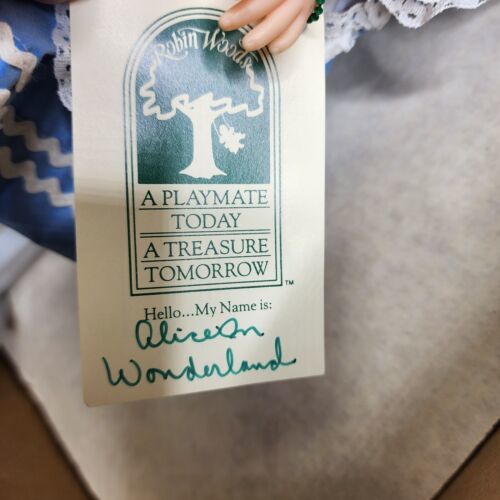 Robin Woods
A PLAYMATE
TODAY
A TREASURE
TOMORROW
TM
Hello...My Name is:
Alice in
Wonderland